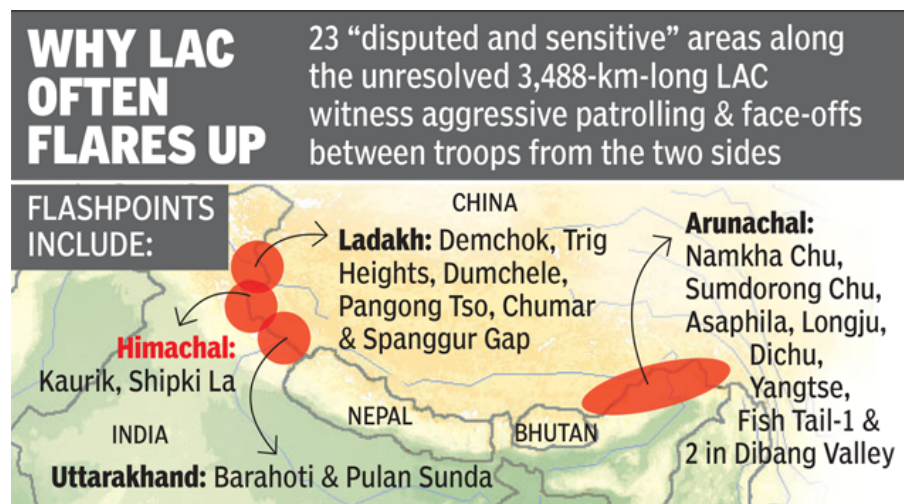 WHY LAC
OFTEN
FLARES UP
23 “disputed and sensitive” areas along
the unresolved 3,488-km-long LAC
witness aggressive patrolling & face-offs
between troops from the two sides
FLASHPOINTS
INCLUDE:
CHINA
Ladakh: Demchok, Trig
Heights, Dumchele,
Pangong Tso, Chumar
& Spanggur Gap
Arunachal:
Namkha Chu,
Sumdorong Chu,
Asaphila, Longju,
Dichu,
Yangtse,
Fish Tail-1 &
2 in Dibang Valley
Himachal:
Kaurik, Shipki La
NEPAL
BHUTAN
INDIA
Uttarakhand: Barahoti & Pulan Sunda